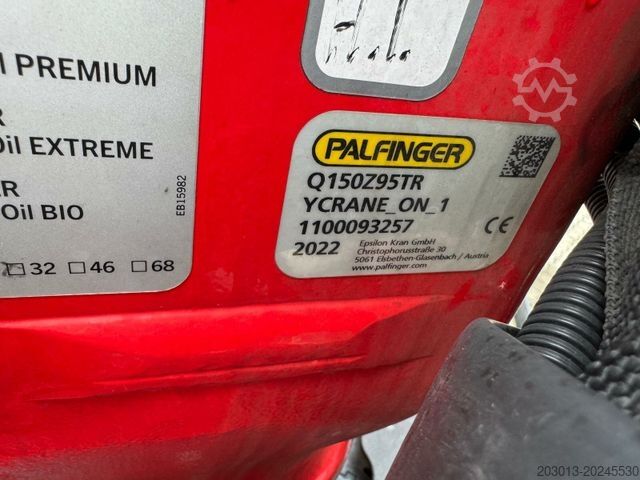 PREMIUM
Oil EXTREME
Oil BIO
32 46 68
EB15982
PALFINGER
Q150Z95TR
YCRANE_ON_1
1100093257
2022
CE
Epsilon Kran GmbH
Christophorusstraße 30
5061 Elsbethen-Glasenbach / Austria
www.palfinger.com
203013-20245530